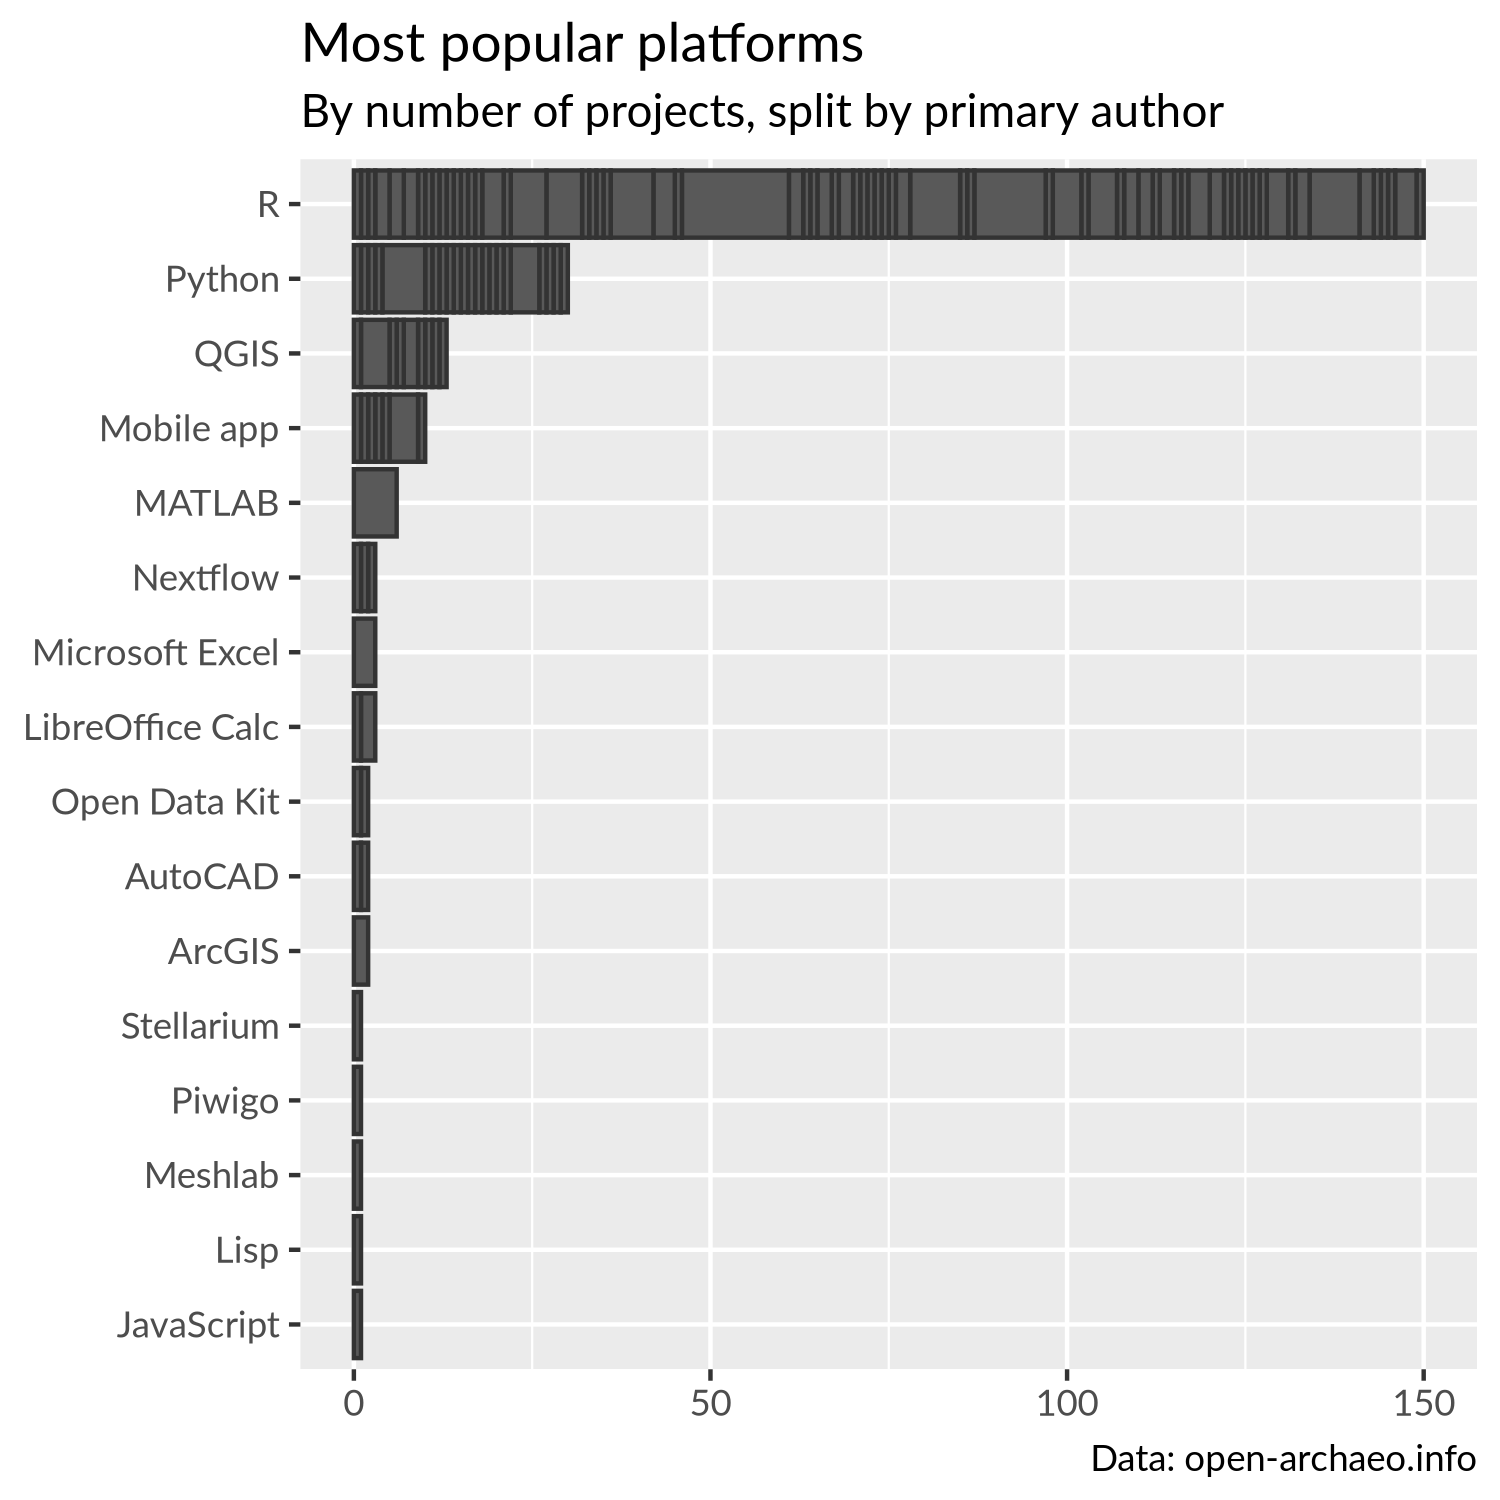 Most popular platforms
By number of projects, split by primary author
R
Python
QGIS
Mobile app
MATLAB
Nextflow
Microsoft Excel
LibreOffice Calc
Open Data Kit
AutoCAD
ArcGIS
Stellarium
Piwigo
Meshlab
Lisp
JavaScript
0 50 100 150
Data: open-archaeo.info